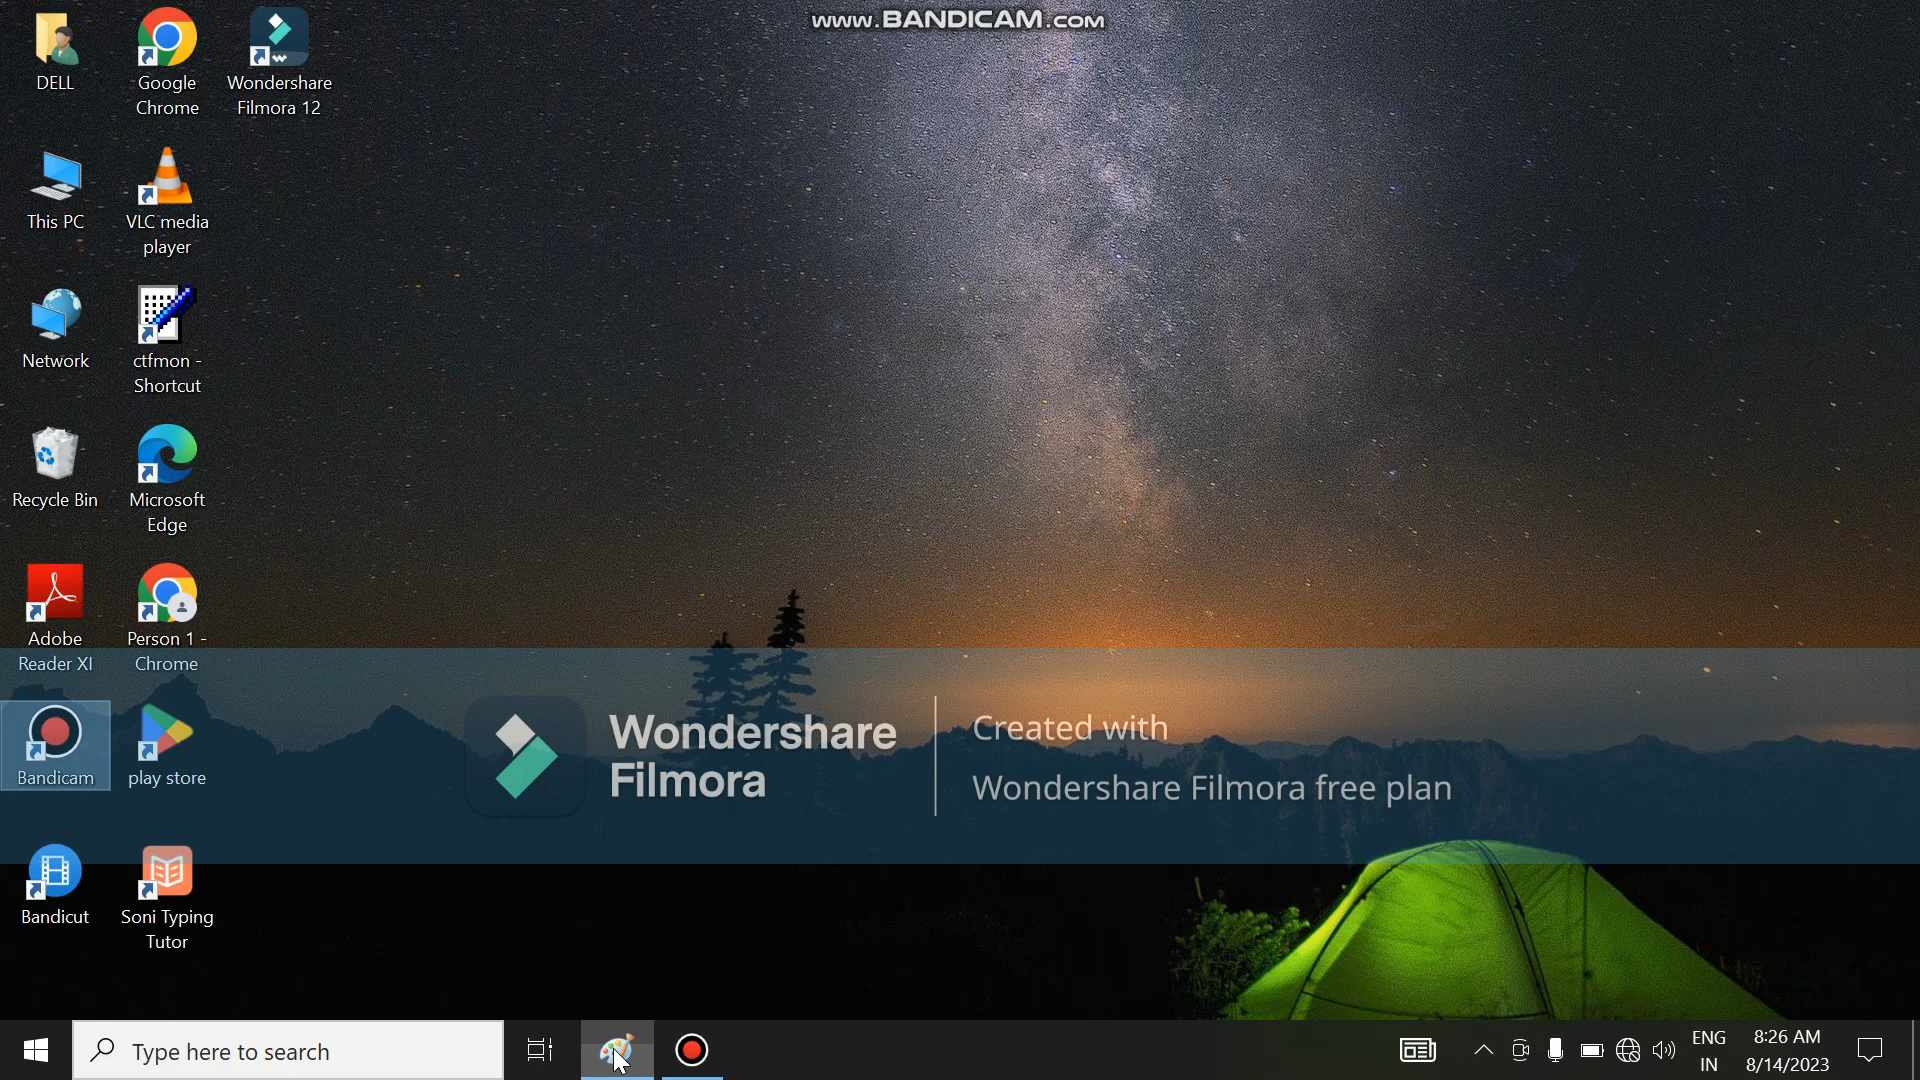 www.BANDICAM.com
DELL
Google
Chrome
Wondershare
Filmora 12
This PC
VLC media
player
Network
ctfmon -
Shortcut
Recycle Bin
Microsoft
Edge
Adobe
Reader XI
Person 1 -
Chrome
Bandicam
play store
Wondershare
Filmora
Created with
Wondershare Filmora free plan
Bandicut
Soni Typing
Tutor
Type here to search
ENG
IN
8:26 AM
8/14/2023